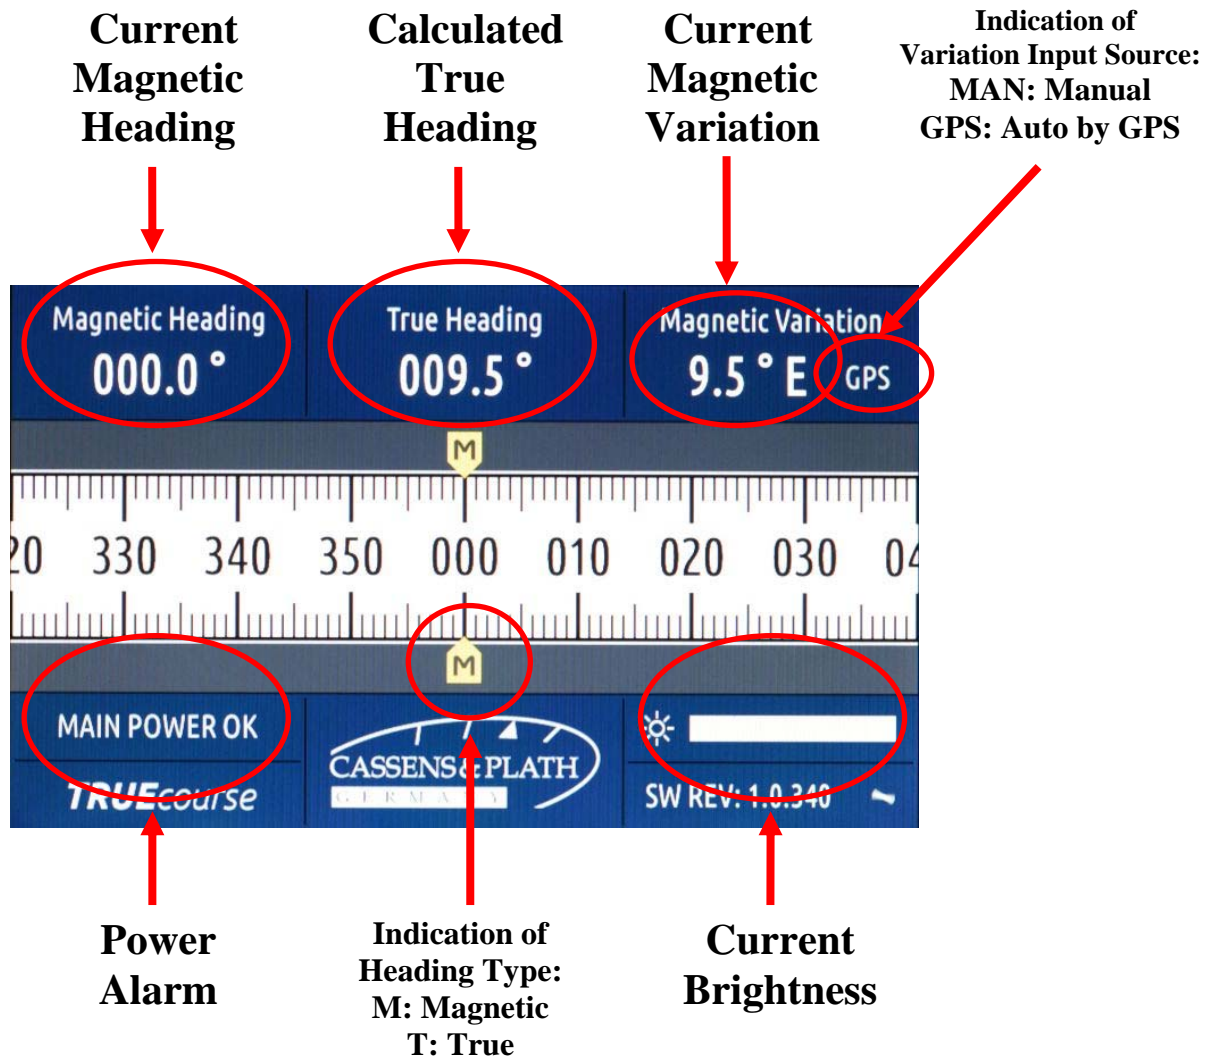 Current
Magnetic
Heading
Calculated
True
Heading
Current
Magnetic
Variation
Indication of
Variation Input Source:
MAN: Manual
GPS: Auto by GPS
Magnetic Heading
000.0 °
True Heading
009.5 °
Magnetic Variation
9.5 ° E GPS
M
20 330 340 350 000 010 020 030 04
M
MAIN POWER OK
TRUEcourse
CASSENS & PLATH
GERMANY
SW REV: 1.0.340
Power
Alarm
Indication of
Heading Type:
M: Magnetic
T: True
Current
Brightness